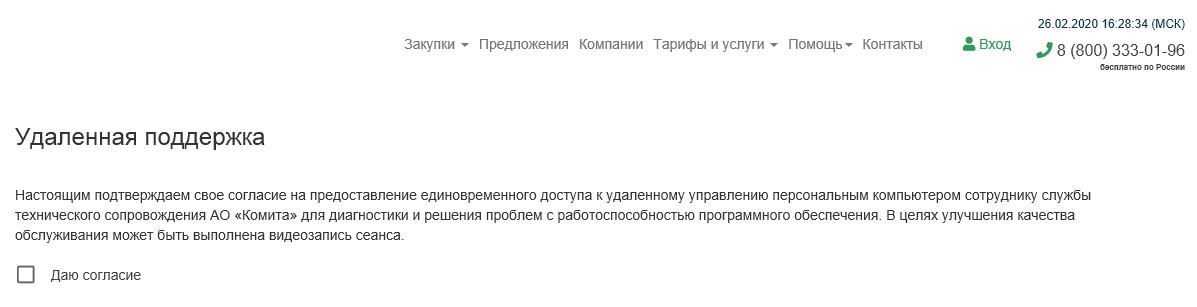 26.02.2020 16:28:34 (МСК)
Закупки Предложения Компании Тарифы и услуги Помощь Контакты Вход 8 (800) 333-01-96
бесплатно по России
Удаленная поддержка
Настоящим подтверждаем свое согласие на предоставление единовременного доступа к удаленному управлению персональным компьютером сотруднику службы
технического сопровождения АО «Комита» для диагностики и решения проблем с работоспособностью программного обеспечения. В целях улучшения качества
обслуживания может быть выполнена видеозапись сеанса.
Даю согласие